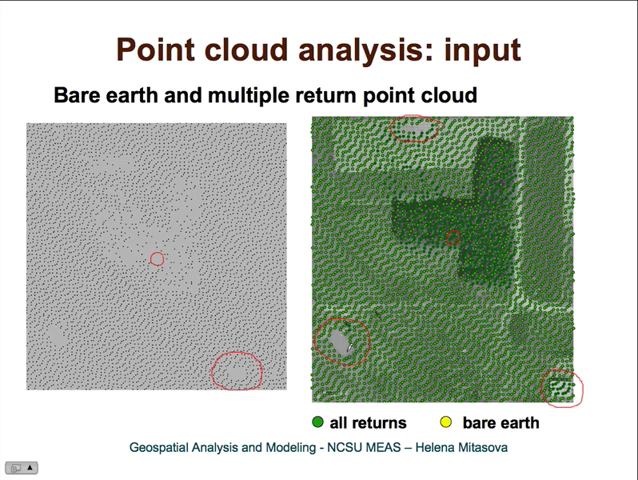 Point cloud analysis: input
Bare earth and multiple return point cloud
all returns
bare earth
Geospatial Analysis and Modeling - NCSU MEAS – Helena Mitasova